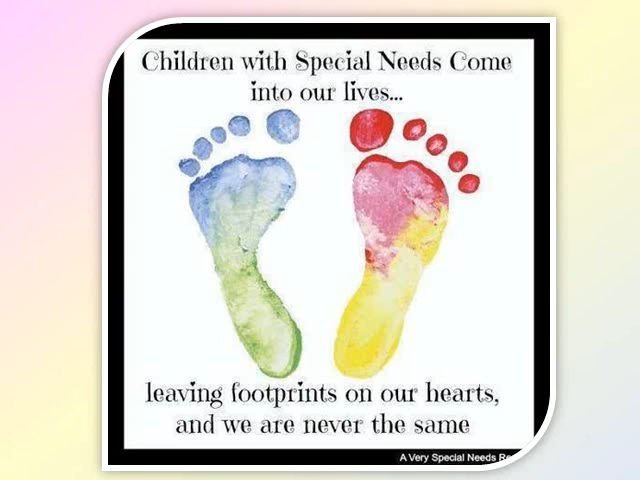 Children with Special Needs Come
into our lives...
leaving footprints on our hearts,
and we are never the same
A Very Special Needs